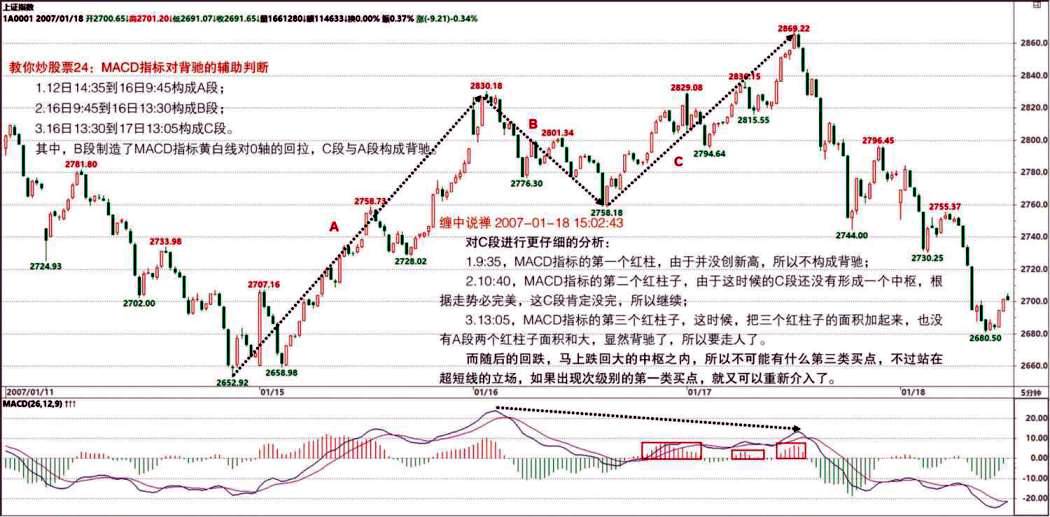 上证指数
1A0001 2007/01/18 开2700.65↓高2701.20↓低2691.07↓收2691.65↓量1661280↓额114633↓换0.00% 振0.37% 涨(-9.21)-0.34%
2860.00
2840.00
2820.00
2800.00
2780.00
2760.00
2740.00
2720.00
2700.00
2680.00
2660.00
教你炒股票24：MACD指标对背驰的辅助判断
1.12日14:35到16日9:45构成A段；
2.16日9:45到16日13:30构成B段；
3.16日13:30到17日13:05构成C段。
其中，B段制造了MACD指标黄白线对0轴的回拉，C段与A段构成背驰。
2869.22
2830.18
2829.08
2836.15
2815.55
B
2801.34
2794.64
2796.45
2781.80
2776.30
C
2758.73
2758.18
2755.37
A
2744.00
2733.98
2728.02
2730.25
2724.93
2707.16
2702.00
2680.50
2658.98
2652.92
缠中说禅 2007-01-18 15:02:43
对C段进行更仔细的分析：
1.9:35，MACD指标的第一个红柱，由于并没创新高，所以不构成背驰；
2.10:40，MACD指标的第二个红柱子，由于这时候的C段还没有形成一个中枢，根
据走势必完美，这C段肯定没完，所以继续；
3.13:05，MACD指标的第三个红柱子，这时候，把三个红柱子的面积加起来，也没
有A段两个红柱子面积和大，显然背驰了，所以要走人了。
而随后的回跌，马上跌回大的中枢之内，所以不可能有什么第三类买点，不过站在
超短线的立场，如果出现次级别的第一类买点，就又可以重新介入了。
2007/01/11
01/15
01/16
01/17
01/18
5分钟
MACD(26,12,9) ↑↑↑
20.00
10.00
0.00
-10.00
-20.00